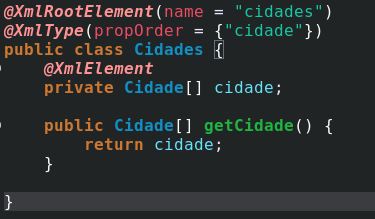 @XmlRootElement(name = "cidades")
@XmlType(propOrder = {"cidade"})
public class Cidades {
    @XmlElement
    private Cidade[] cidade;

    public Cidade[] getCidade() {
        return cidade;
    }

}